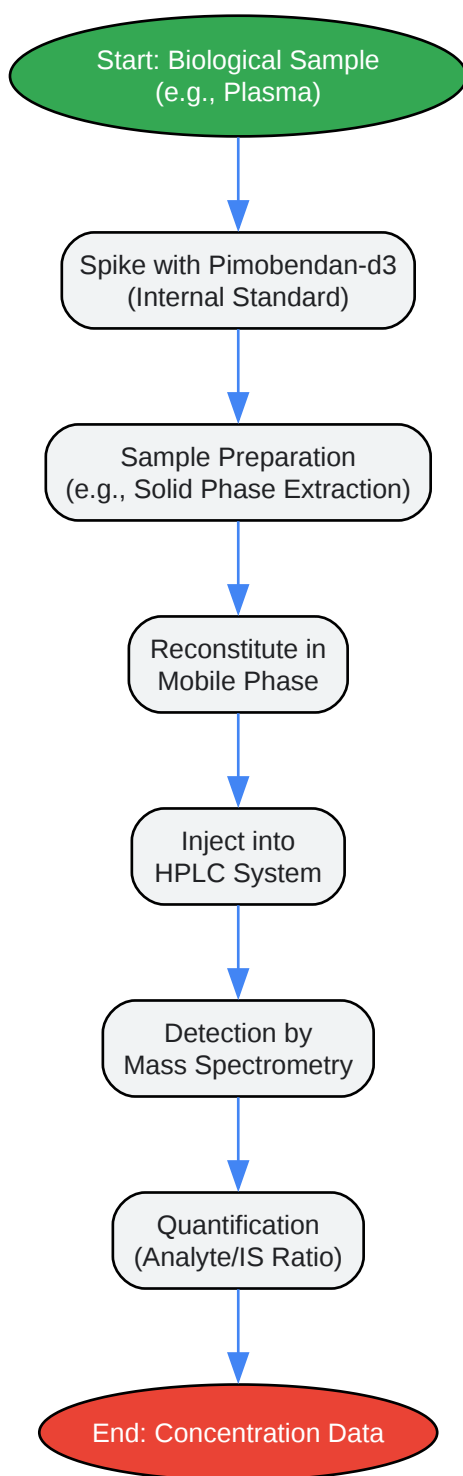 Start: Biological Sample
(e.g., Plasma)
Spike with Pimobendan-d3
(Internal Standard)
Sample Preparation
(e.g., Solid Phase Extraction)
Reconstitute in
Mobile Phase
Inject into
HPLC System
Detection by
Mass Spectrometry
Quantification
(Analyte/IS Ratio)
End: Concentration Data